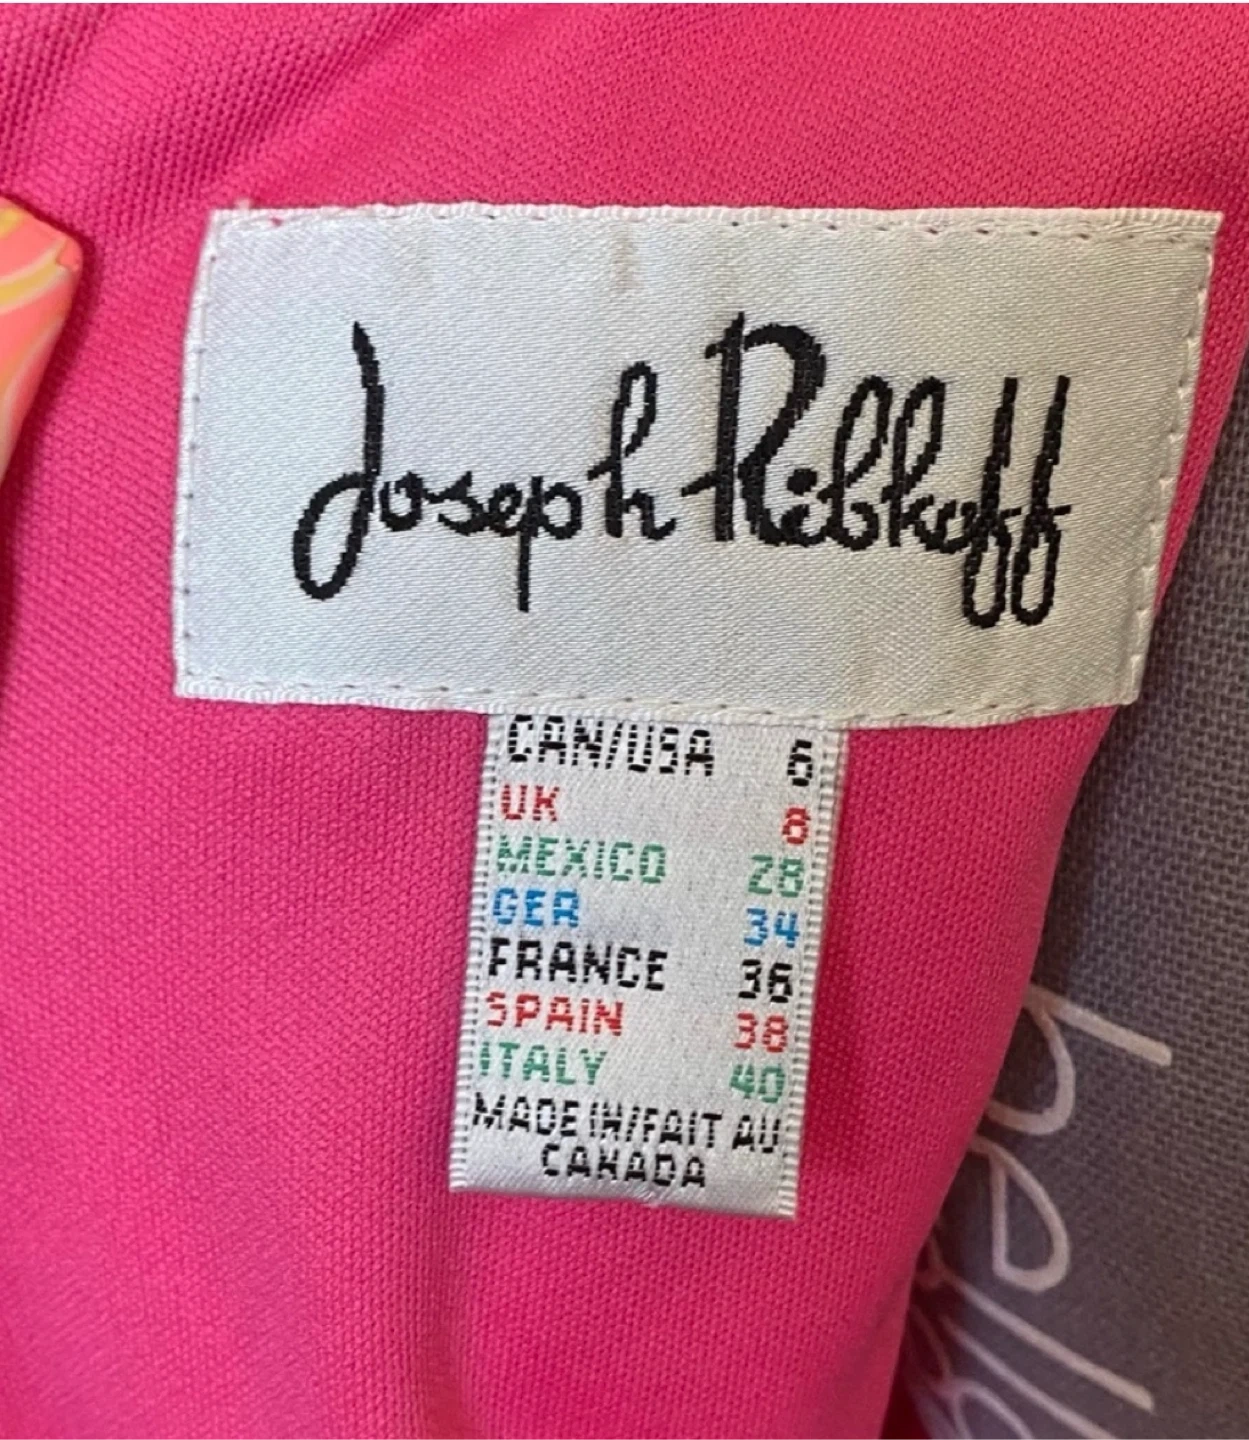 Joseph Ribkoff
CAN/USA 6
UK 8
MEXICO 28
GER 34
FRANCE 36
SPAIN 38
ITALY 40
MADE IN/FAIT AU
CANADA